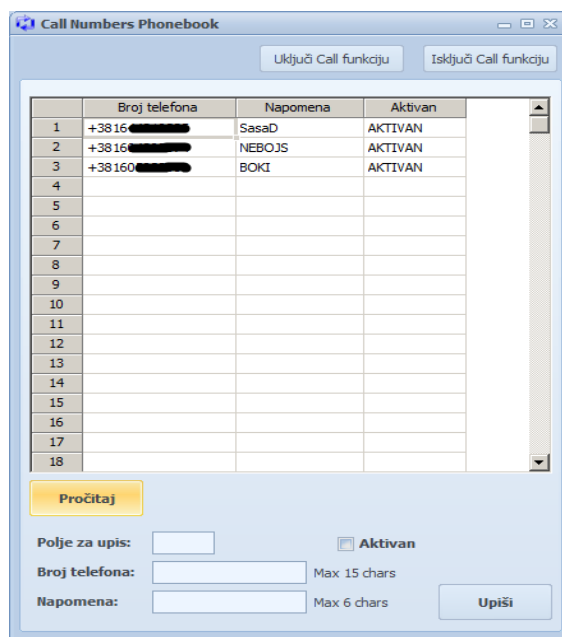 Call Numbers Phonebook
Uključi Call funkciju Isključi Call funkciju
Broj telefona Napomena Aktivan
1 +3816 SasaD AKTIVAN
2 +3816 NEBOJS AKTIVAN
3 +38160 BOKI AKTIVAN
4
5
6
7
8
9
10
11
12
13
14
15
16
17
18
Pročitaj
Polje za upis: Aktivan
Broj telefona: Max 15 chars
Napomena: Max 6 chars Upiši